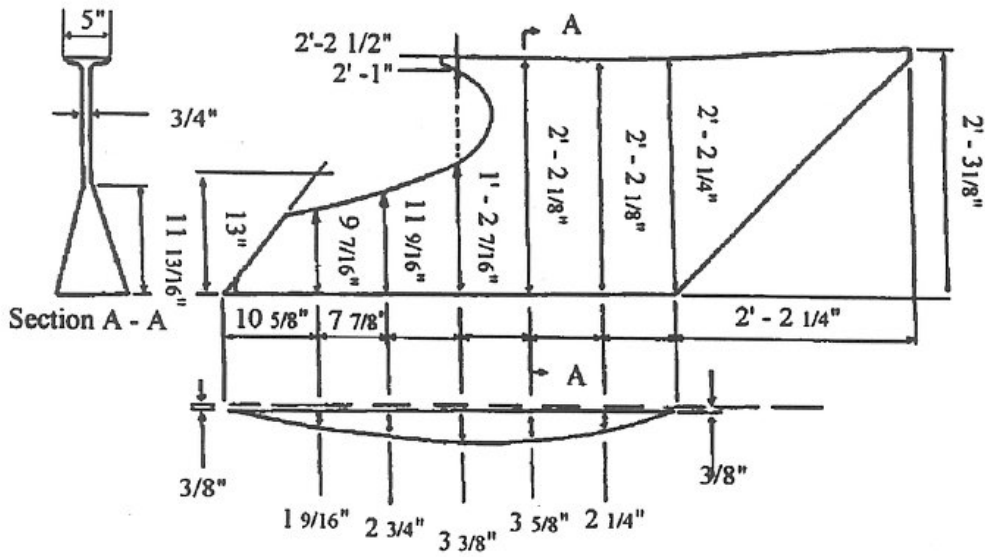 5"
A
2'-2 1/2"
2' -1"
3/4"
11 13/16"
13"
9 7/16"
11 9/16"
1' - 2 7/16"
2' - 2 1/8"
2' - 2 1/8"
2' - 2 1/4"
2' - 3 1/8"
Section A - A
10 5/8"
7 7/8"
2' - 2 1/4"
A
3/8"
3/8"
1 9/16"
2 3/4"
3 3/8"
3 5/8"
2 1/4"